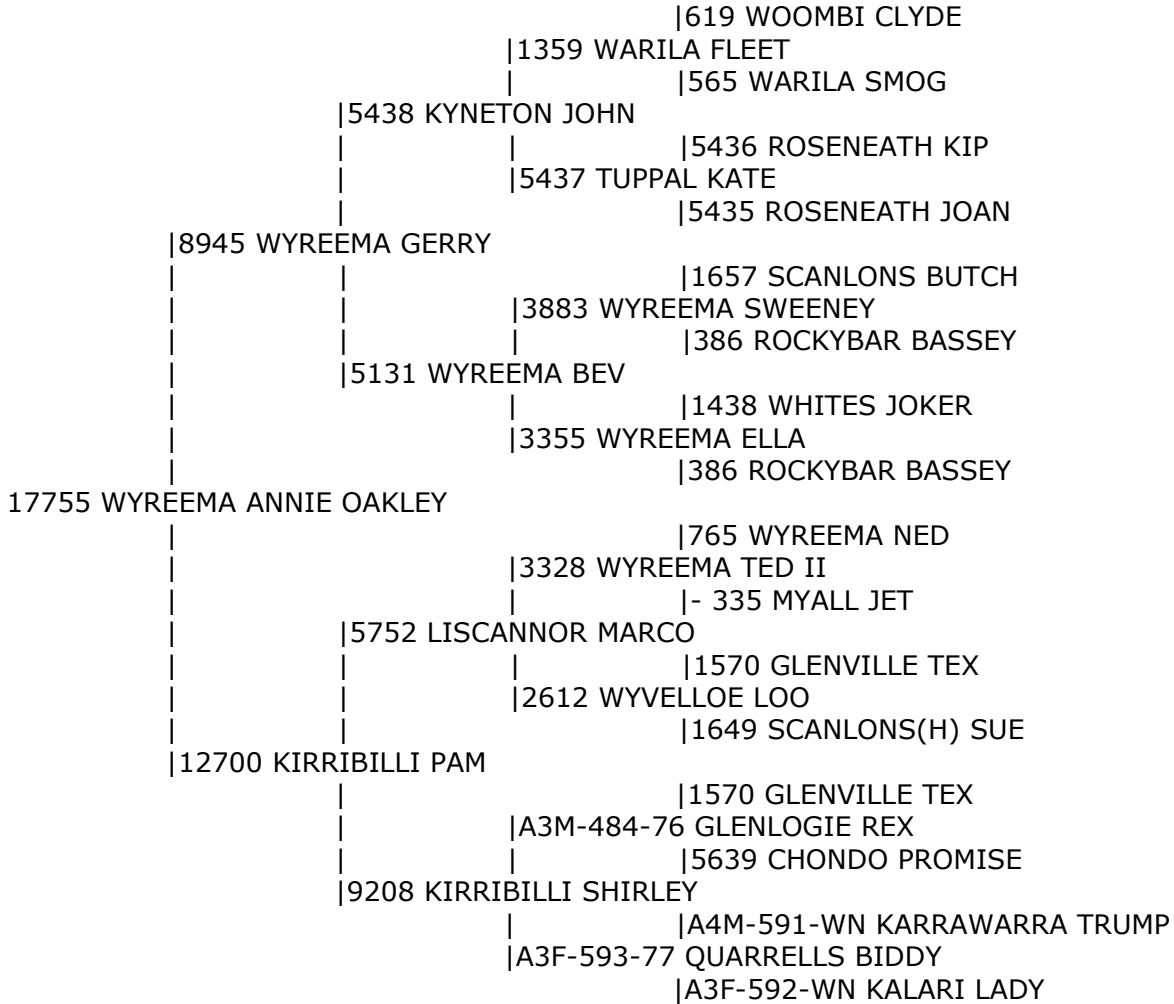 |619 WOOMBI CLYDE
|1359 WARILA FLEET
| |565 WARILA SMOG
|5438 KYNETON JOHN
| | |5436 ROSENEATH KIP
| |5437 TUPPAL KATE
| |5435 ROSENEATH JOAN
|8945 WYREEMA GERRY
| | |1657 SCANLONS BUTCH
| | |3883 WYREEMA SWEENEY
| | | |386 ROCKYBAR BASSEY
| |5131 WYREEMA BEV
| | |1438 WHITES JOKER
| |3355 WYREEMA ELLA
| |386 ROCKYBAR BASSEY
17755 WYREEMA ANNIE OAKLEY
| |765 WYREEMA NED
| |3328 WYREEMA TED II
| | |- 335 MYALL JET
| |5752 LISCANNOR MARCO
| | | |1570 GLENVILLE TEX
| | |2612 WYVELLOE LOO
| | |1649 SCANLONS(H) SUE
|12700 KIRRIBILLI PAM
| |1570 GLENVILLE TEX
| |A3M-484-76 GLENLOGIE REX
| | |5639 CHONDO PROMISE
|9208 KIRRIBILLI SHIRLEY
| |A4M-591-WN KARRAWARRA TRUMP
|A3F-593-77 QUARRELLS BIDDY
|A3F-592-WN KALARI LADY